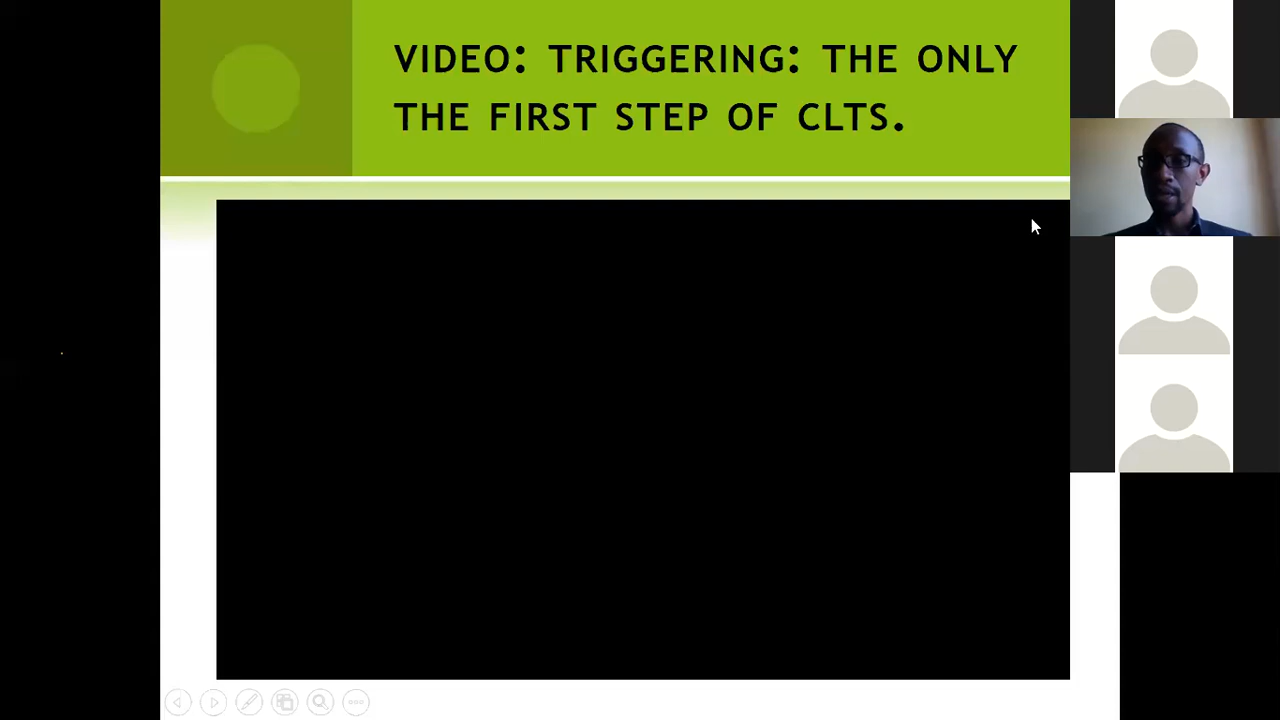 VIDEO: TRIGGERING: THE ONLY
THE FIRST STEP OF CLTS.